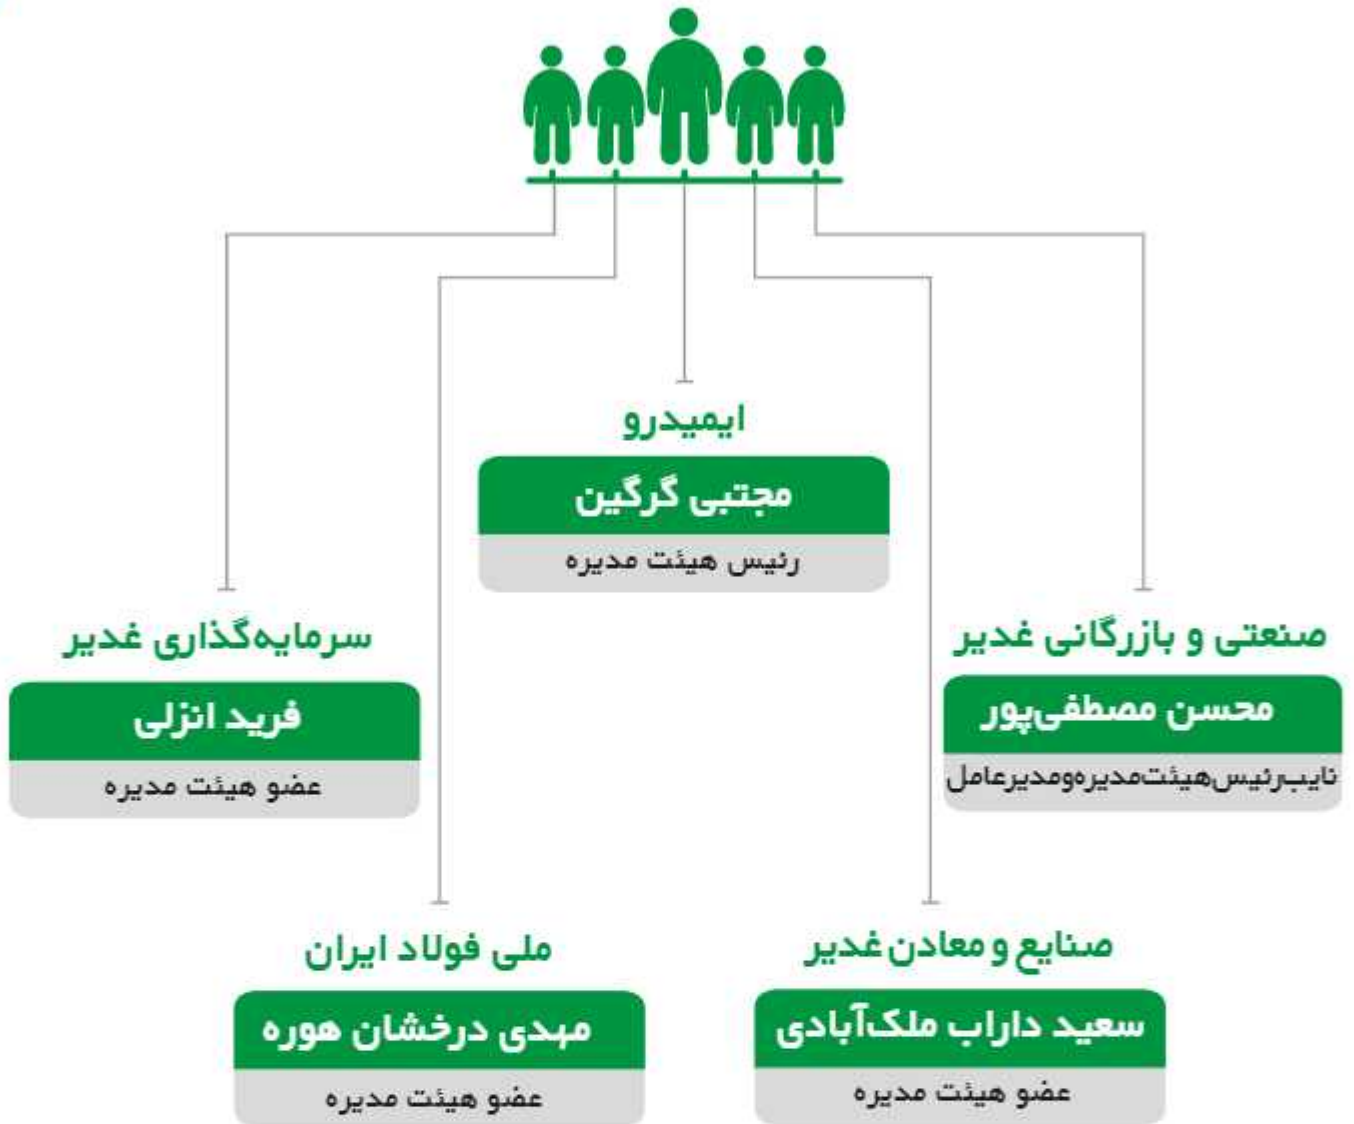 ایمیدرو
مجتبی گرگین
رئیس هیئت مدیره
صنعتی و بازرگانی غدیر
محسن مصطفی‌پور
نایب‌رئیس‌هیئت‌مدیره‌ومدیرعامل
سرمایه‌گذاری غدیر
فرید انزلی
عضو هیئت مدیره
صنایع و معادن غدیر
سعید داراب ملک‌آبادی
عضو هیئت مدیره
ملی فولاد ایران
مهدی درخشان هوره
عضو هیئت مدیره